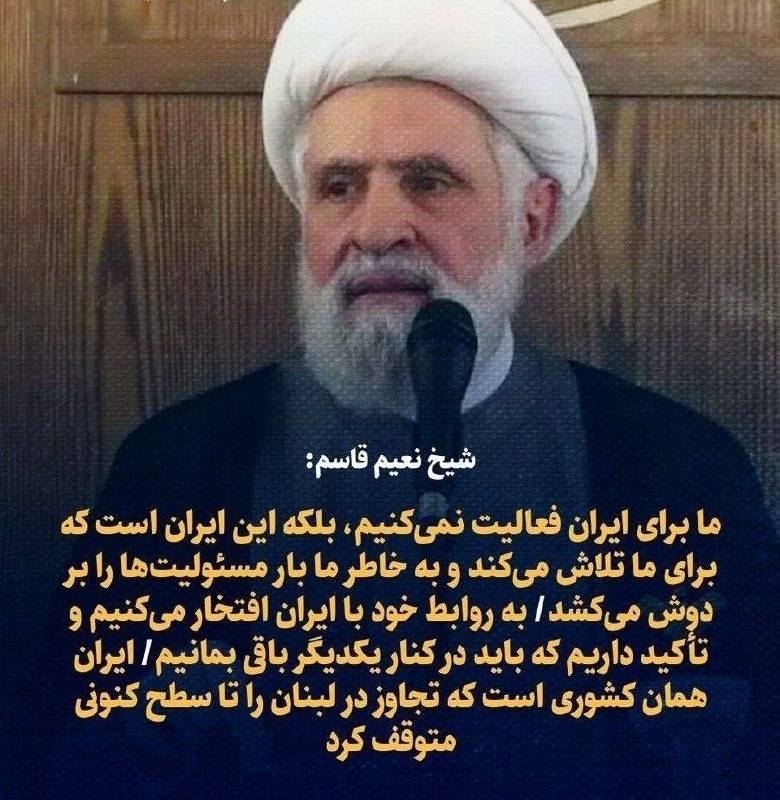 شیخ نعیم قاسم:
ما برای ایران فعالیت نمی‌کنیم، بلکه این ایران است که
برای ما تلاش می‌کند و به خاطر ما بار مسئولیت‌ها را بر
دوش می‌کشد/ به روابط خود با ایران افتخار می‌کنیم و
تأکید داریم که باید در کنار یکدیگر باقی بمانیم/ ایران
همان کشوری است که تجاوز در لبنان را تا سطح کنونی
متوقف کرد